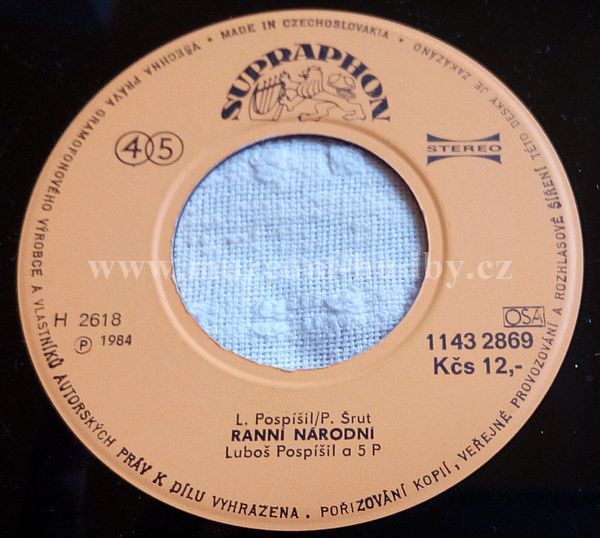 VŠECHNA PRÁVA GRAMOFONOVÉHO VÝROBCE A VLASTNÍKŮ AUTORSKÝCH PRÁV K DÍLU VYHRAZENA. POŘIZOVÁNÍ KOPIÍ, VEŘEJNÉ PROVOZOVÁNÍ A ROZHLASOVÉ ŠÍŘENÍ TÉTO DESKY JE ZAKÁZÁNO
• MADE IN CZECHOSLOVAKIA •
SUPRAPHON
45
STEREO
www.muzetni-hudby.cz
H 2618
Ⓟ 1984
OSA
1143 2869
Kčs 12,-
L. Pospíšil/P. Šrut
RANNÍ NÁRODNÍ
Luboš Pospíšil a 5 P